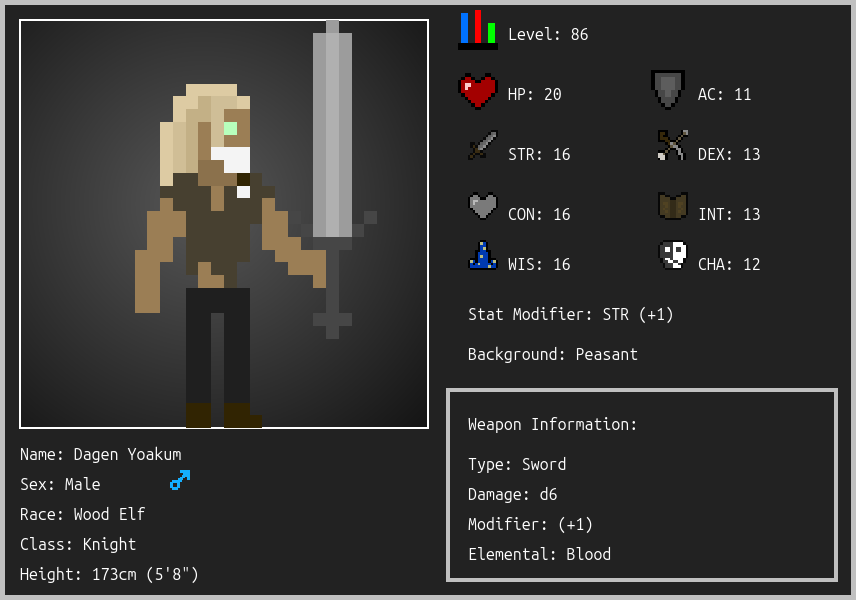 Level: 86
HP: 20
AC: 11
STR: 16
DEX: 13
CON: 16
INT: 13
WIS: 16
CHA: 12
Stat Modifier: STR (+1)
Background: Peasant
Weapon Information:
Type: Sword
Damage: d6
Modifier: (+1)
Elemental: Blood
Name: Dagen Yoakum
Sex: Male
Race: Wood Elf
Class: Knight
Height: 173cm (5'8")